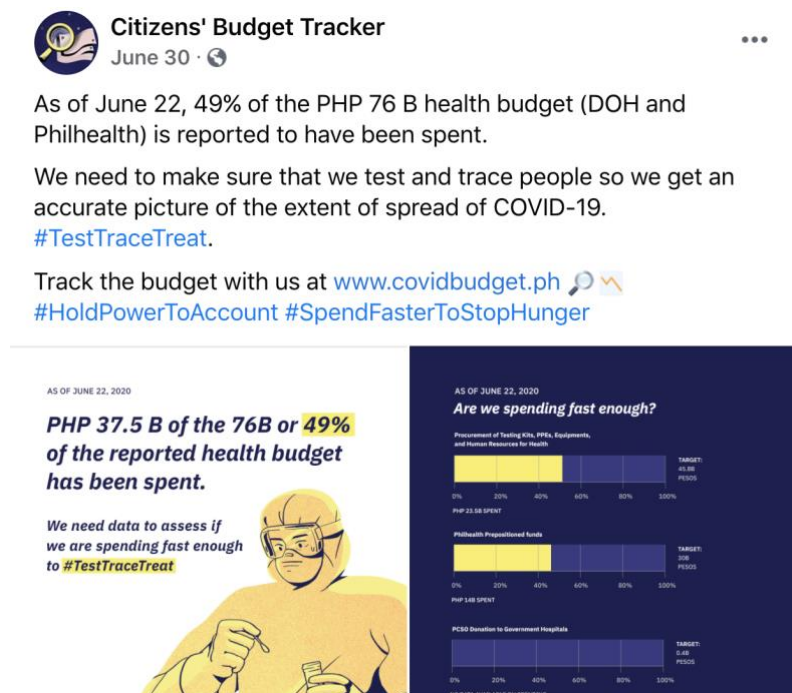 Citizens' Budget Tracker
June 30 ·
As of June 22, 49% of the PHP 76 B health budget (DOH and
Philhealth) is reported to have been spent.
We need to make sure that we test and trace people so we get an
accurate picture of the extent of spread of COVID-19.
#TestTraceTreat.
Track the budget with us at www.covidbudget.ph
#HoldPowerToAccount #SpendFasterToStopHunger
AS OF JUNE 22, 2020
PHP 37.5 B of the 76B or 49%
of the reported health budget
has been spent.
We need data to assess if
we are spending fast enough
to #TestTraceTreat
AS OF JUNE 22, 2020
Are we spending fast enough?
Procurement of Testing Kits, PPEs, Equipments,
and Human Resources for Health
TARGET:
45.8B
PESOS
0% 20% 40% 60% 80% 100%
PHP 23.5B SPENT
Philhealth Prepositioned funds
TARGET:
30B
PESOS
0% 20% 40% 60% 80% 100%
PHP 14B SPENT
PCSO Donation to Government Hospitals
TARGET:
0.4B
PESOS
0% 20% 40% 60% 80% 100%